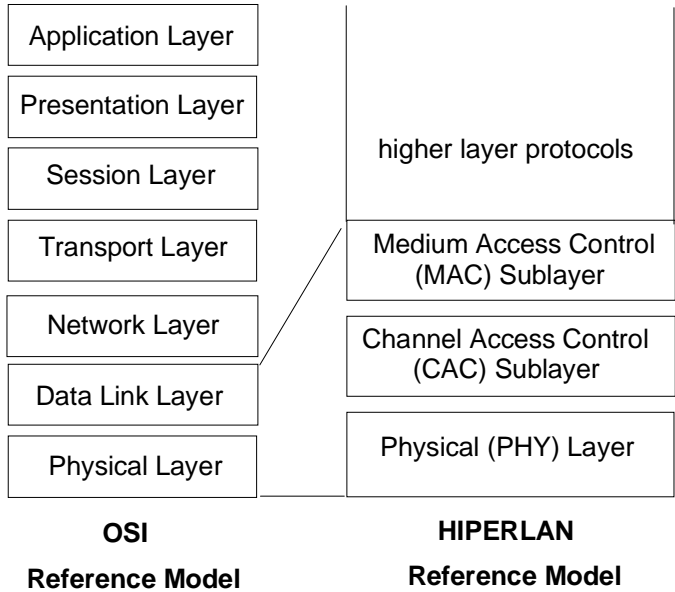 Application Layer
Presentation Layer
Session Layer
Transport Layer
Network Layer
Data Link Layer
Physical Layer
OSI
Reference Model
higher layer protocols
Medium Access Control
(MAC) Sublayer
Channel Access Control
(CAC) Sublayer
Physical (PHY) Layer
HIPERLAN
Reference Model